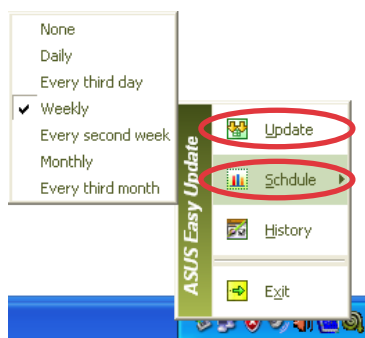 None
Daily
Every third day
Weekly
Every second week
Monthly
Every third month
ASUS Easy Update
Update
Schdule
History
Exit